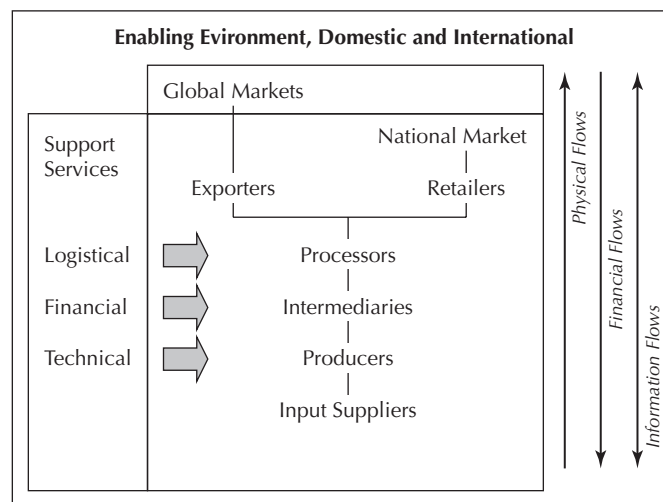 Enabling Evironment, Domestic and International
Global Markets
National Market
Support
Services
Exporters
Retailers
Logistical
Processors
Financial
Intermediaries
Technical
Producers
Input Suppliers
Physical Flows
Financial Flows
Information Flows